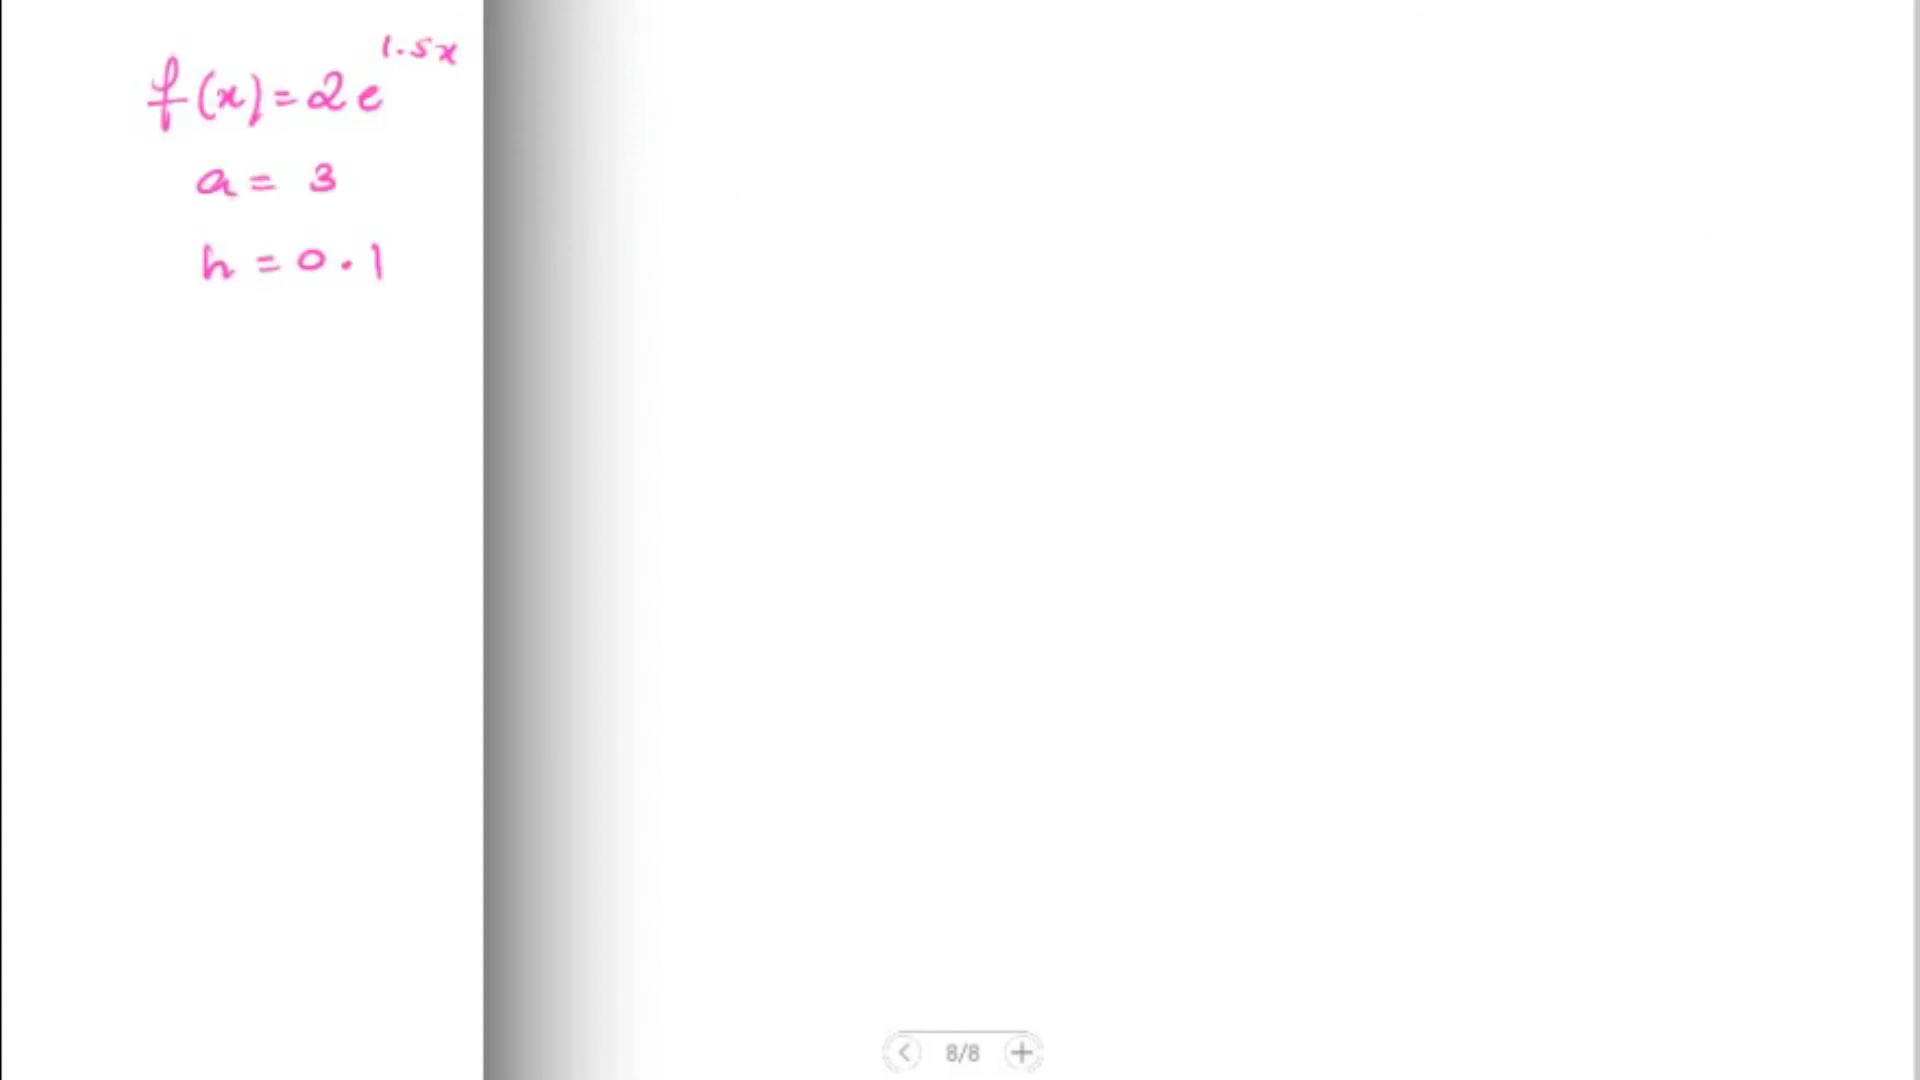 f(x)=2e^1.5x
a = 3
h = 0.1
8/8